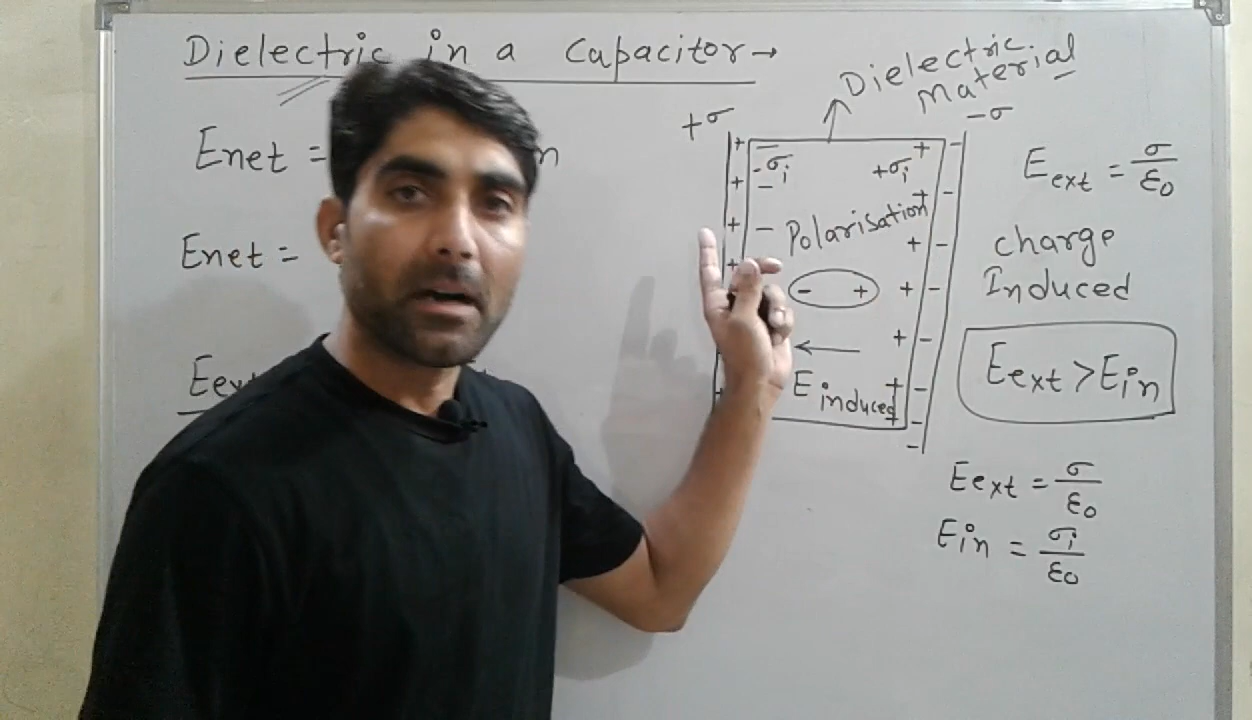 Dielectric in a Capacitor →
Dielectric
Material
+σ
-σ
Enet = n
Enet =
Eex
-σi
+σi
Polarisation
- +
←
E induced
Eext = σ/ε0
charge
Induced
Eext > Ein
Eext = σ/ε0
Ein = σi/ε0